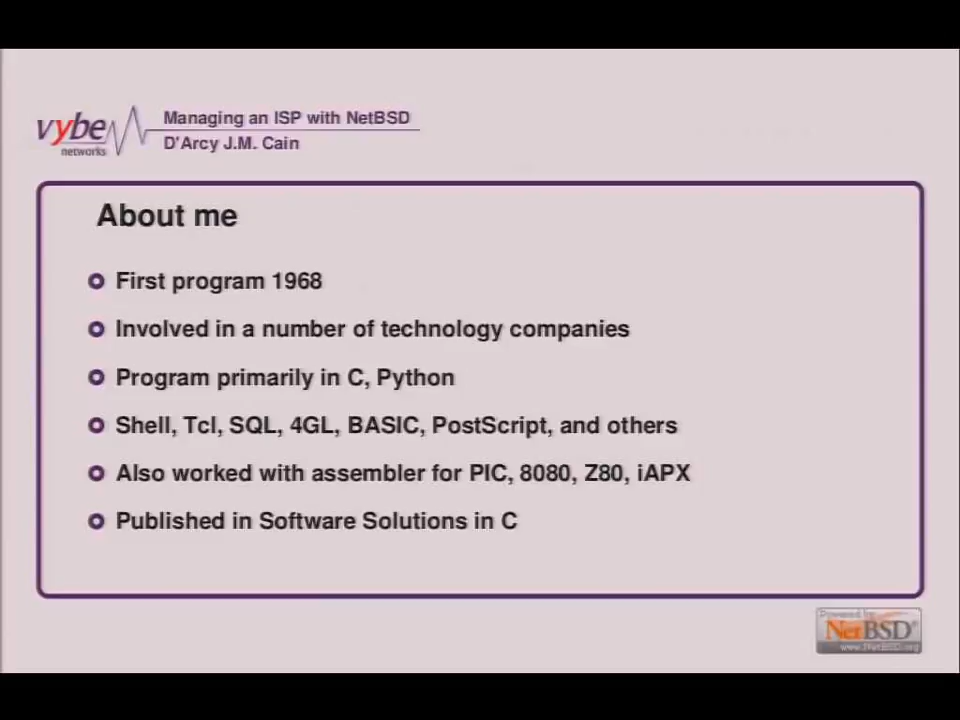 vybe
networks
Managing an ISP with NetBSD
D'Arcy J.M. Cain
About me
First program 1968
Involved in a number of technology companies
Program primarily in C, Python
Shell, Tcl, SQL, 4GL, BASIC, PostScript, and others
Also worked with assembler for PIC, 8080, Z80, iAPX
Published in Software Solutions in C
Powered by
NetBSD®
www.NetBSD.org